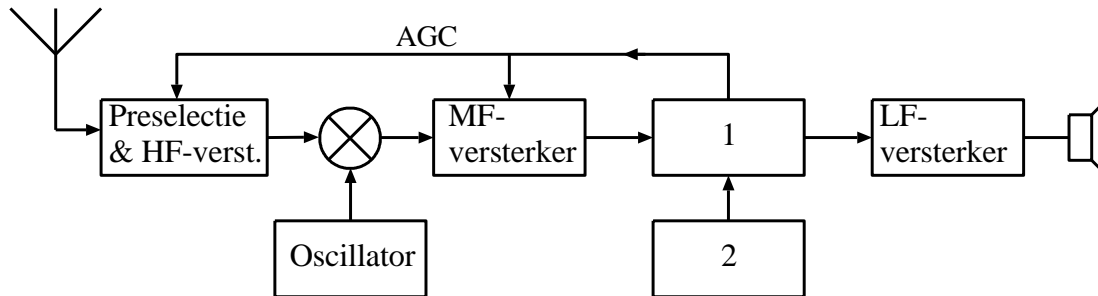 AGC
Preselectie
& HF-verst.
MF-
versterker
1
LF-
versterker
Oscillator
2